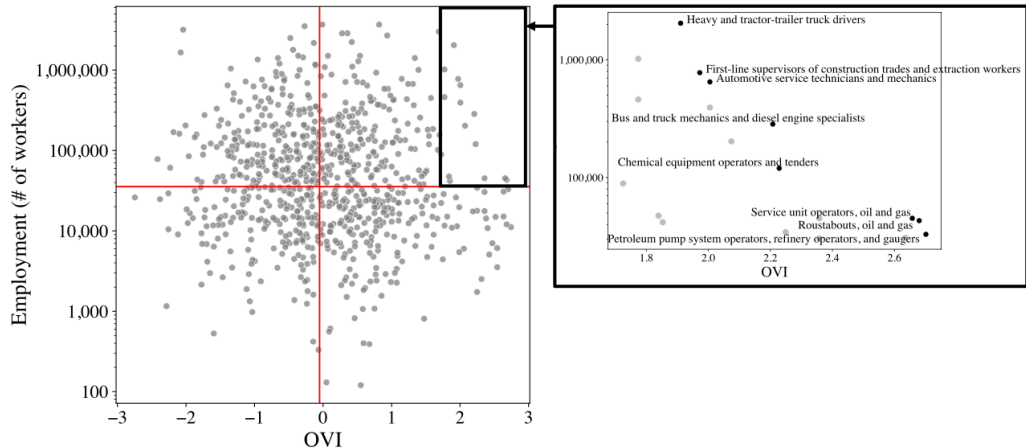 Employment (# of workers)
1,000,000
100,000
10,000
1,000
100
−3
−2
−1
0
1
2
3
OVI
1,000,000
100,000
Heavy and tractor-trailer truck drivers
First-line supervisors of construction trades and extraction workers
Automotive service technicians and mechanics
Bus and truck mechanics and diesel engine specialists
Chemical equipment operators and tenders
Service unit operators, oil and gas
Roustabouts, oil and gas
Petroleum pump system operators, refinery operators, and gaugers
1.8
2.0
2.2
2.4
2.6
OVI